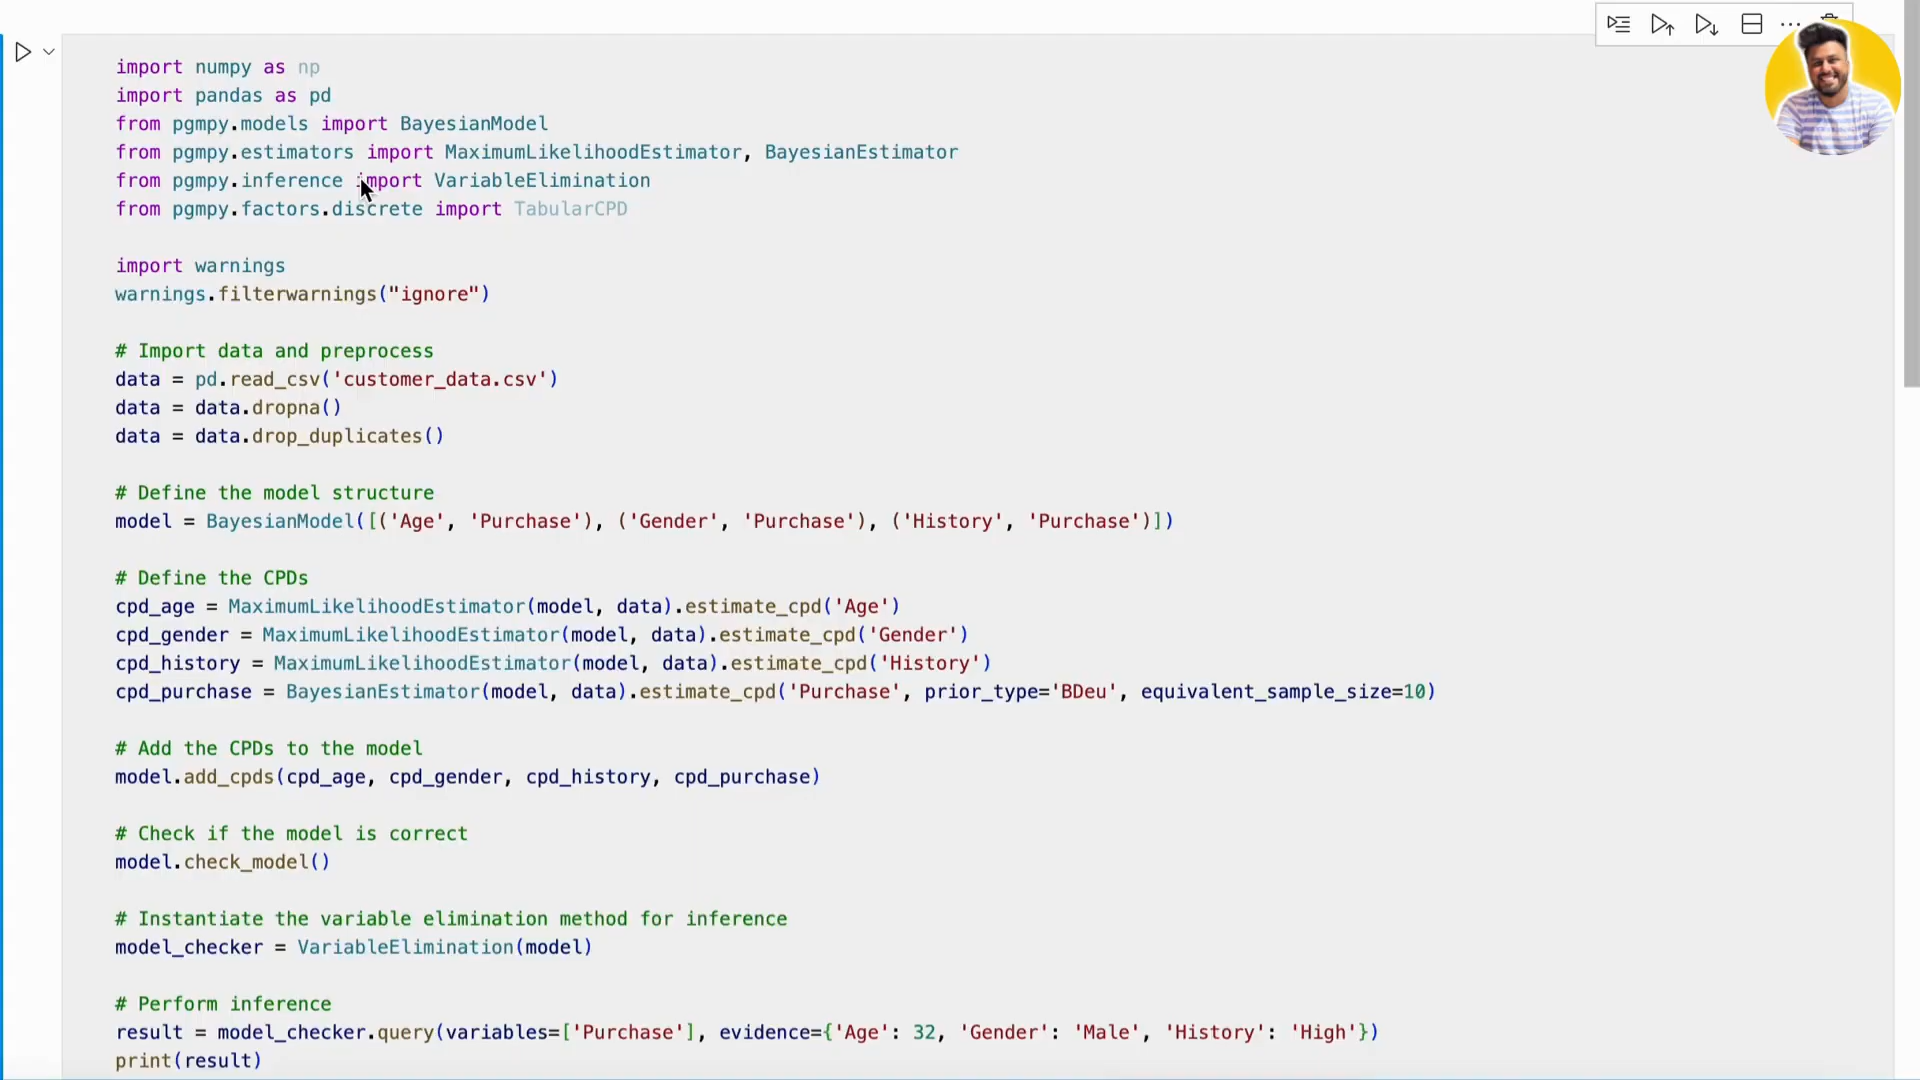 import numpy as np
import pandas as pd
from pgmpy.models import BayesianModel
from pgmpy.estimators import MaximumLikelihoodEstimator, BayesianEstimator
from pgmpy.inference import VariableElimination
from pgmpy.factors.discrete import TabularCPD
import warnings
warnings.filterwarnings("ignore")
# Import data and preprocess
data = pd.read_csv('customer_data.csv')
data = data.dropna()
data = data.drop_duplicates()
# Define the model structure
model = BayesianModel([('Age', 'Purchase'), ('Gender', 'Purchase'), ('History', 'Purchase')])
# Define the CPDs
cpd_age = MaximumLikelihoodEstimator(model, data).estimate_cpd('Age')
cpd_gender = MaximumLikelihoodEstimator(model, data).estimate_cpd('Gender')
cpd_history = MaximumLikelihoodEstimator(model, data).estimate_cpd('History')
cpd_purchase = BayesianEstimator(model, data).estimate_cpd('Purchase', prior_type='BDeu', equivalent_sample_size=10)
# Add the CPDs to the model
model.add_cpds(cpd_age, cpd_gender, cpd_history, cpd_purchase)
# Check if the model is correct
model.check_model()
# Instantiate the variable elimination method for inference
model_checker = VariableElimination(model)
# Perform inference
result = model_checker.query(variables=['Purchase'], evidence={'Age': 32, 'Gender': 'Male', 'History': 'High'})
print(result)